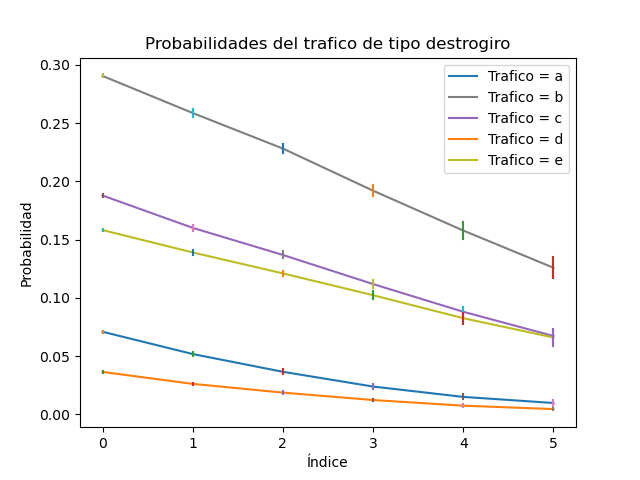 Probabilidades del trafico de tipo destrogiro
Probabilidad
0.30
0.25
0.20
0.15
0.10
0.05
0.00
Trafico = a
Trafico = b
Trafico = c
Trafico = d
Trafico = e
0 1 2 3 4 5
Índice